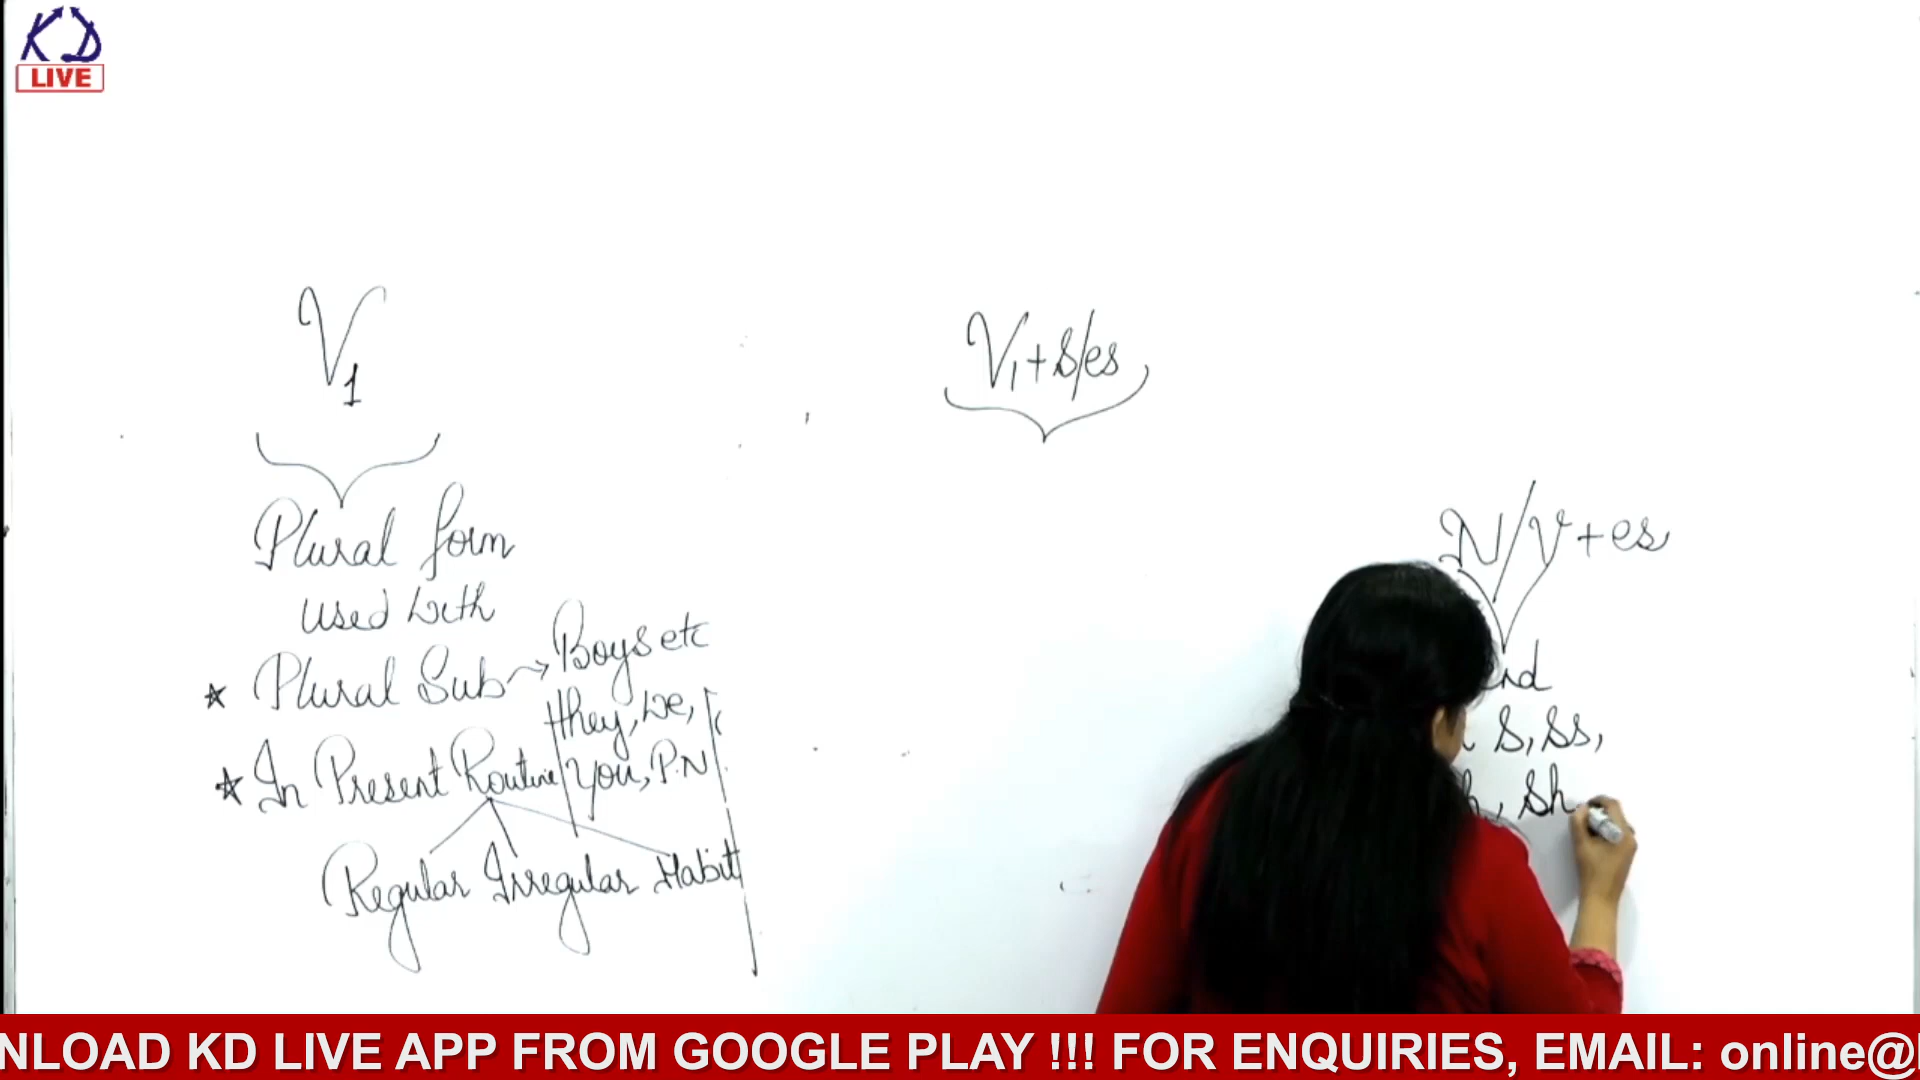 KD
LIVE
V1
Plural form
used with
★ Plural Sub → Boys etc
they, we,
You, P.N
★ In Present Routine
Regular Irregular Habit
V1+s/es
N/V+es
end
s, ss,
h, sh
NLOAD KD LIVE APP FROM GOOGLE PLAY !!! FOR ENQUIRIES, EMAIL: online@